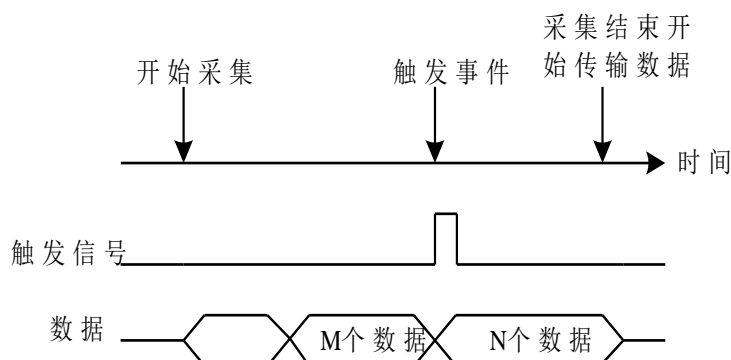 采集结束开
始传输数据
开始采集
触发事件
时间
触发信号
数据
M个数据
N个数据